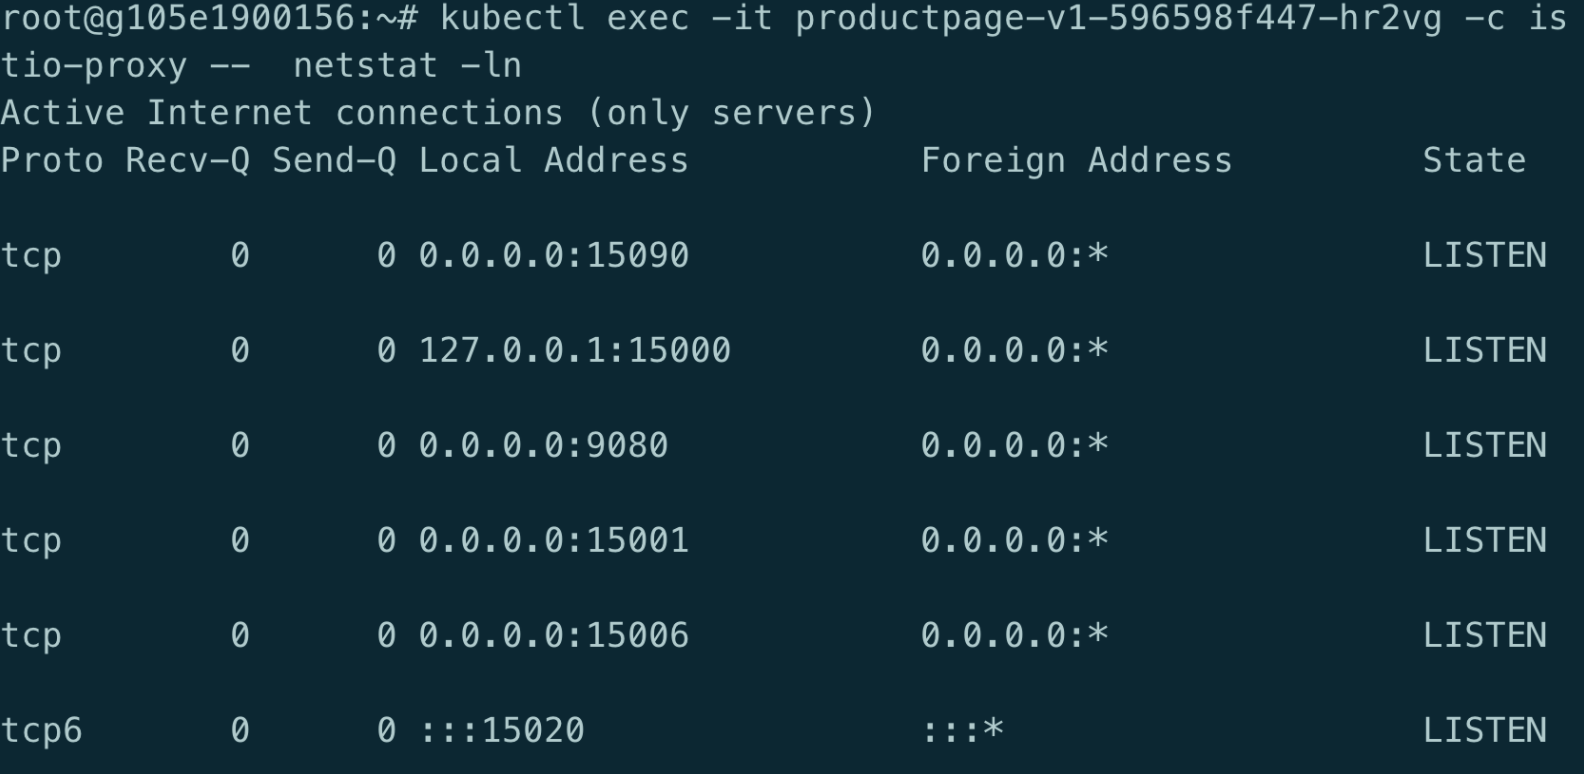 root@g105e1900156:~# kubectl exec -it productpage-v1-596598f447-hr2vg -c is
tio-proxy --  netstat -ln
Active Internet connections (only servers)
Proto Recv-Q Send-Q Local Address           Foreign Address         State
tcp        0      0 0.0.0.0:15090           0.0.0.0:*               LISTEN
tcp        0      0 127.0.0.1:15000         0.0.0.0:*               LISTEN
tcp        0      0 0.0.0.0:9080            0.0.0.0:*               LISTEN
tcp        0      0 0.0.0.0:15001           0.0.0.0:*               LISTEN
tcp        0      0 0.0.0.0:15006           0.0.0.0:*               LISTEN
tcp6       0      0 :::15020                :::*                    LISTEN